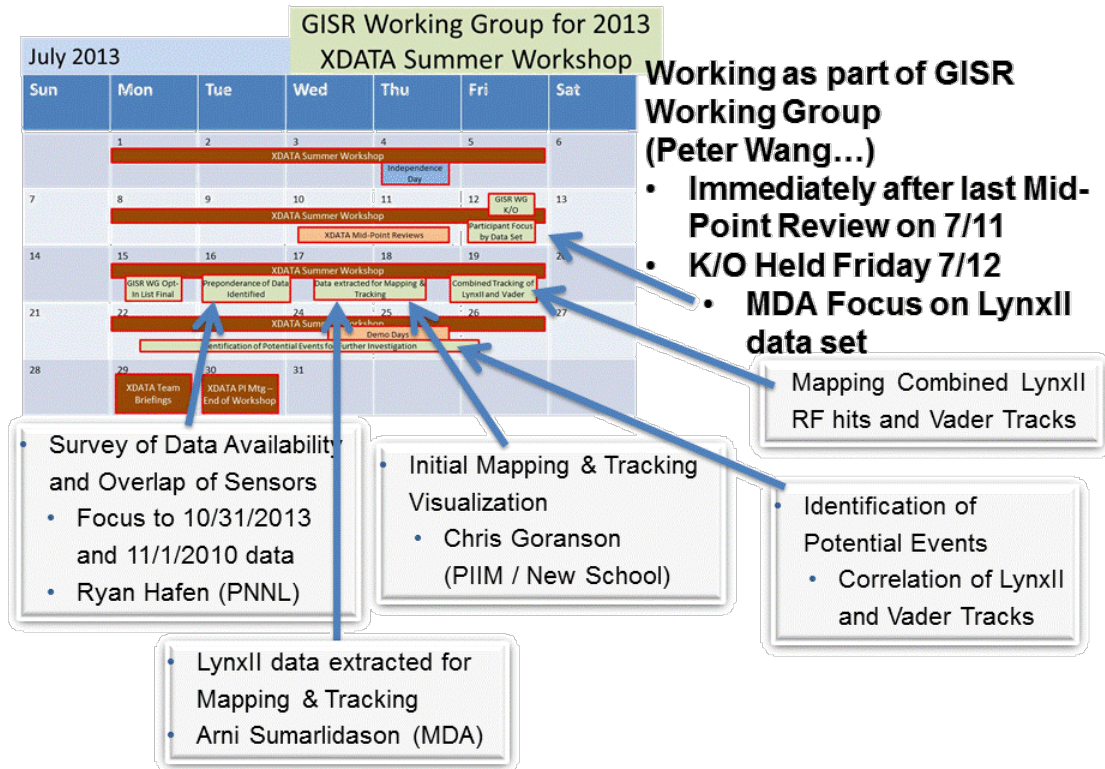 GISR Working Group for 2013
XDATA Summer Workshop
July 2013
Sun Mon Tue Wed Thu Fri Sat
1 2 3 4 5 6
XDATA Summer Workshop
Independence
Day
7 8 9 10 11 12 13
GISR WG
K/O
XDATA Summer Workshop
XDATA Mid-Point Reviews
Participant Focus
by Data Set
14 15 16 17 18 19 20
XDATA Summer Workshop
GISR WG Opt-
In List Final
Preponderance of Data
Identified
Data extracted for Mapping &
Tracking
Combined Tracking of
LynxII and Vader
21 22 24 25 26 27
XDATA Summer Workshop
Demo Days
Identification of Potential Events for Further Investigation
28 29 30 31
XDATA Team
Briefings
XDATA PI Mtg –
End of Workshop
Working as part of GISR
Working Group
(Peter Wang...)
• Immediately after last Mid-
Point Review on 7/11
• K/O Held Friday 7/12
• MDA Focus on LynxII
data set
Mapping Combined LynxII
RF hits and Vader Tracks
• Survey of Data Availability
and Overlap of Sensors
• Focus to 10/31/2013
and 11/1/2010 data
• Ryan Hafen (PNNL)
• Initial Mapping & Tracking
Visualization
• Chris Goranson
(PIIM / New School)
• Identification of
Potential Events
• Correlation of LynxII
and Vader Tracks
• LynxII data extracted for
Mapping & Tracking
• Arni Sumarlidason (MDA)